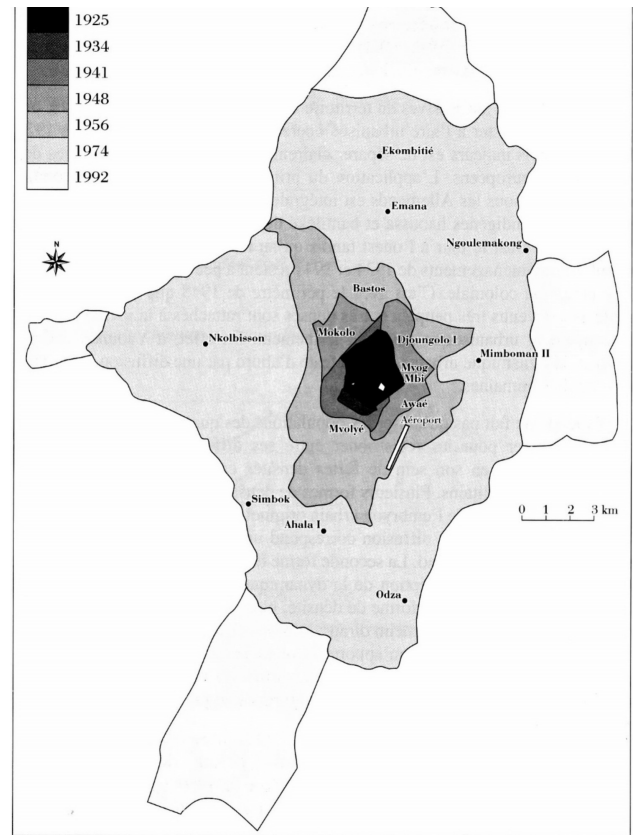 1925
1934
1941
1948
1956
1974
1992
Ekombitié
Emana
Ngoulemakong
N
Bastos
Mokolo
Djoungolo I
Nkolbisson
Mimboman II
Mvog
Mbi
Awaé
Aéroport
Mvolyé
Simbok
Ahala I
0 1 2 3 km
Odza